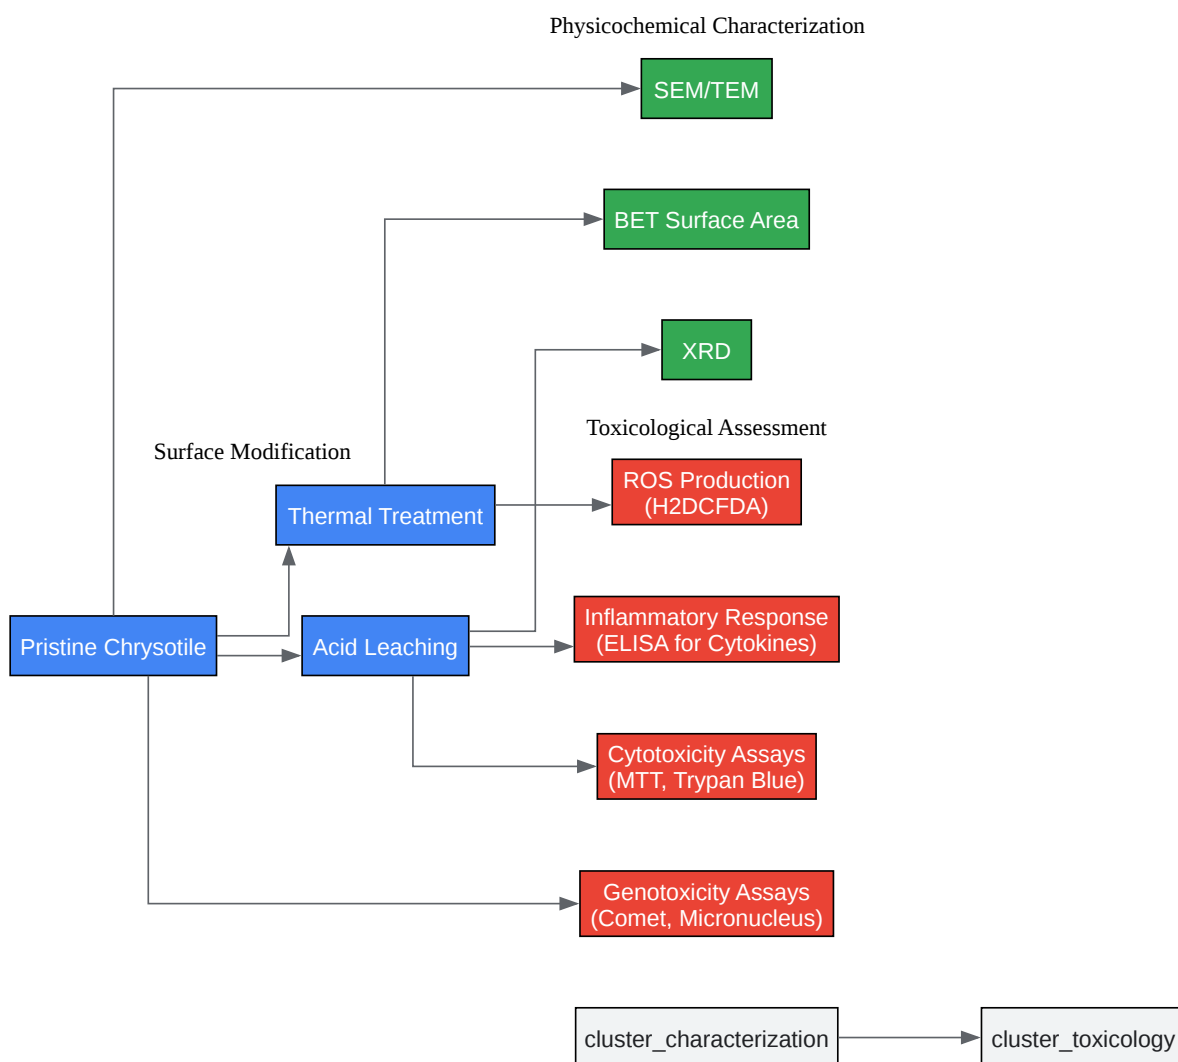 Physicochemical Characterization
SEM/TEM
BET Surface Area
XRD
Toxicological Assessment
Surface Modification
ROS Production
(H2DCFDA)
Thermal Treatment
Inflammatory Response
(ELISA for Cytokines)
Pristine Chrysotile
Acid Leaching
Cytotoxicity Assays
(MTT, Trypan Blue)
Genotoxicity Assays
(Comet, Micronucleus)
cluster_characterization
cluster_toxicology